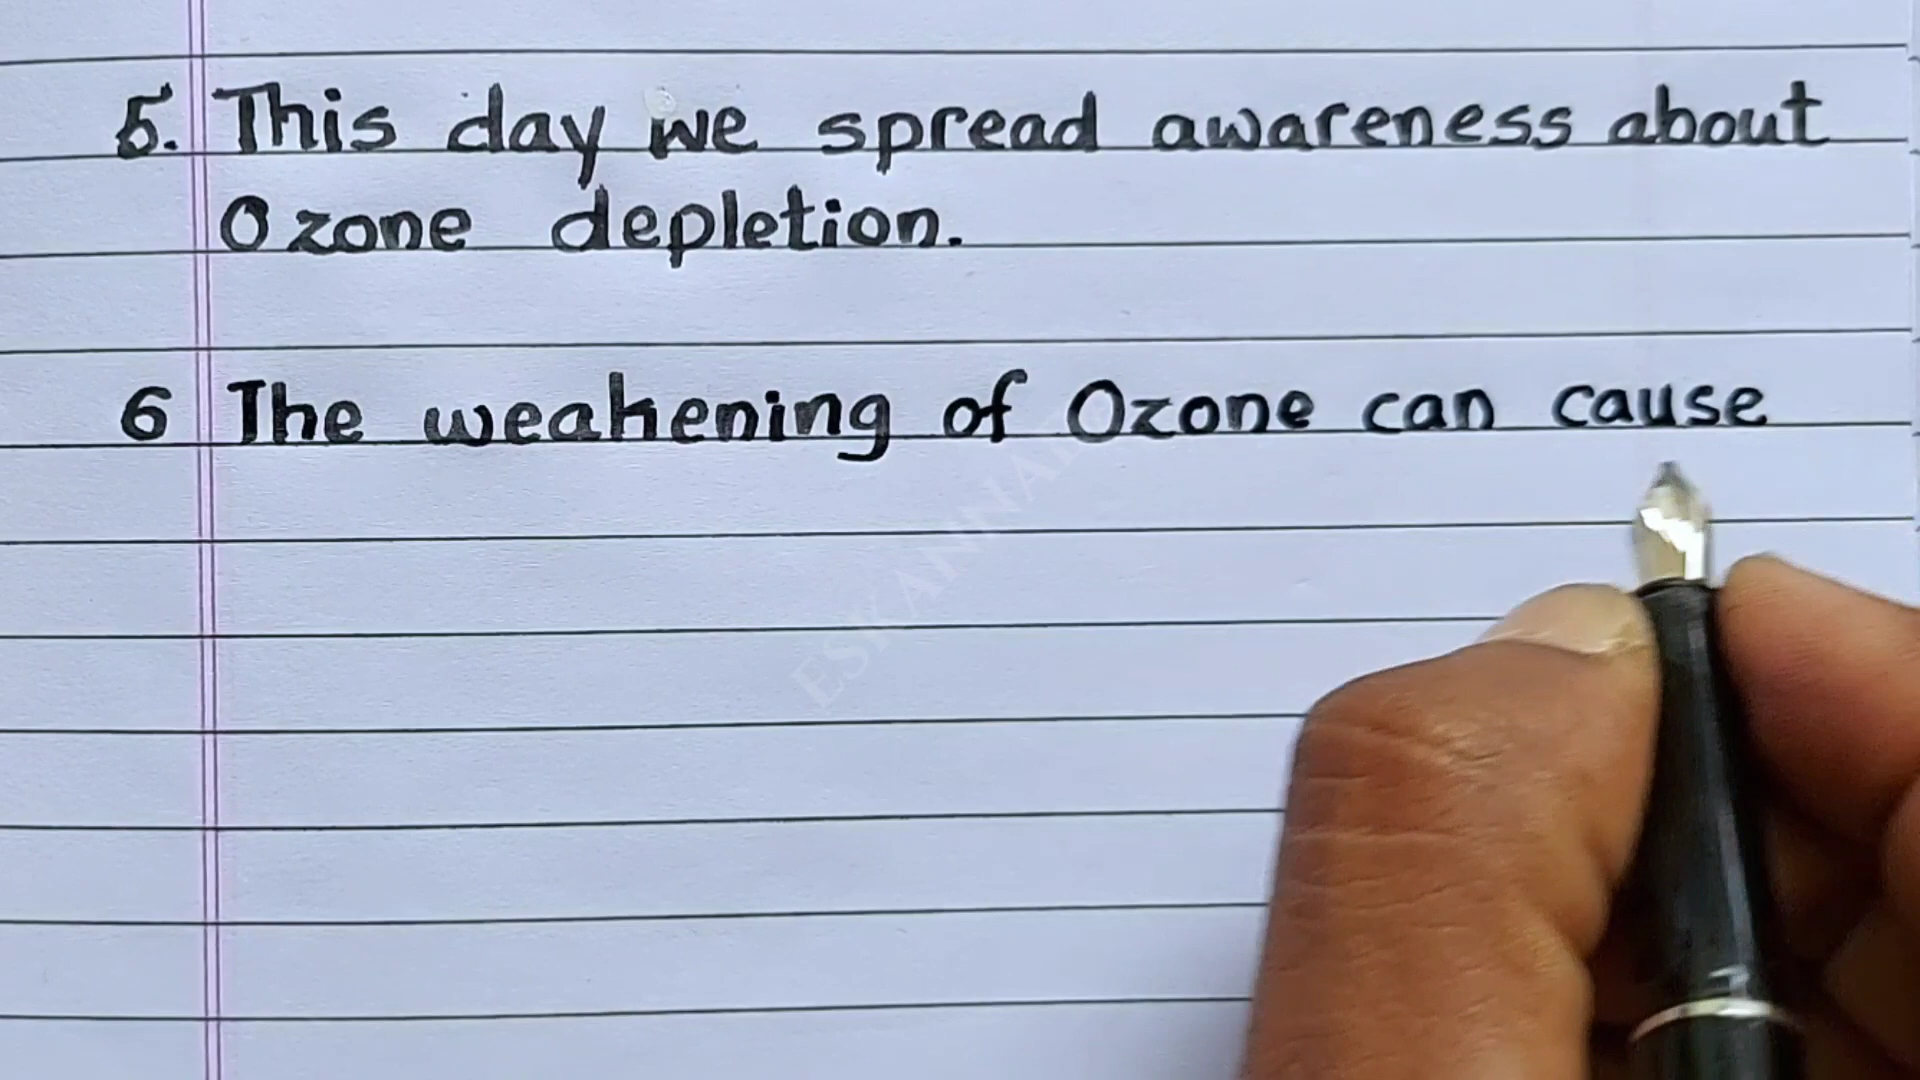 5. This day we spread awareness about
Ozone depletion.
6 The weakening of Ozone can cause